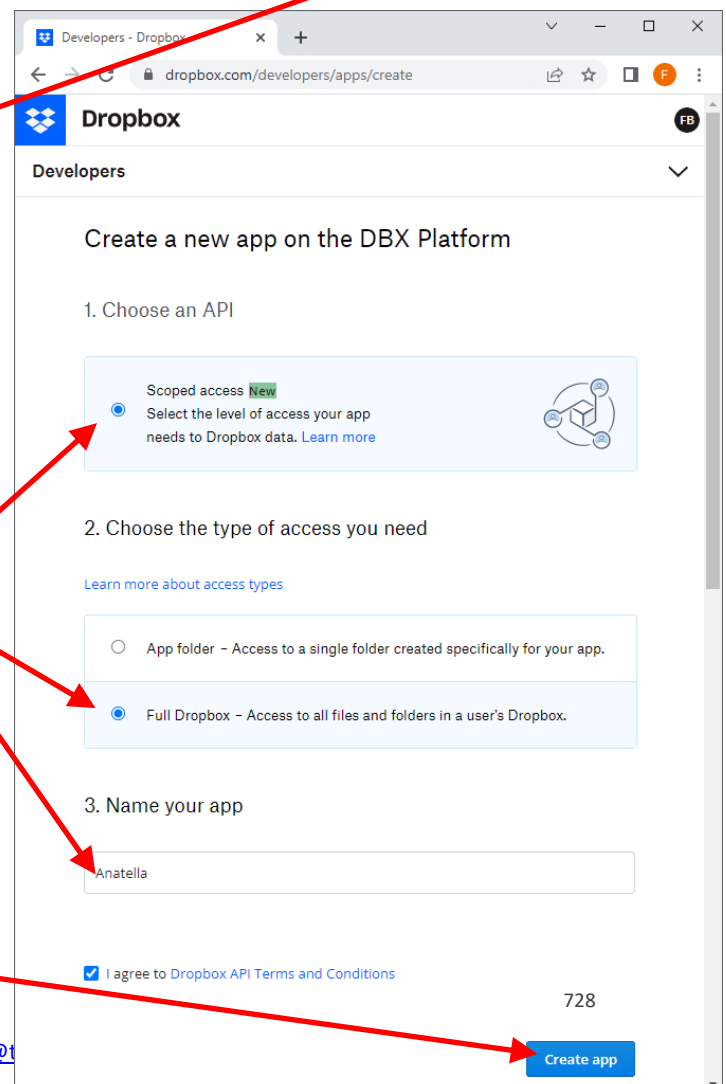 Developers - Dropbox
dropbox.com/developers/apps/create
F
Dropbox
FB
Developers
Create a new app on the DBX Platform
1. Choose an API
Scoped access New
Select the level of access your app
needs to Dropbox data. Learn more
2. Choose the type of access you need
Learn more about access types
App folder – Access to a single folder created specifically for your app.
Full Dropbox – Access to all files and folders in a user's Dropbox.
3. Name your app
Anatella
I agree to Dropbox API Terms and Conditions
728
@t
Create app